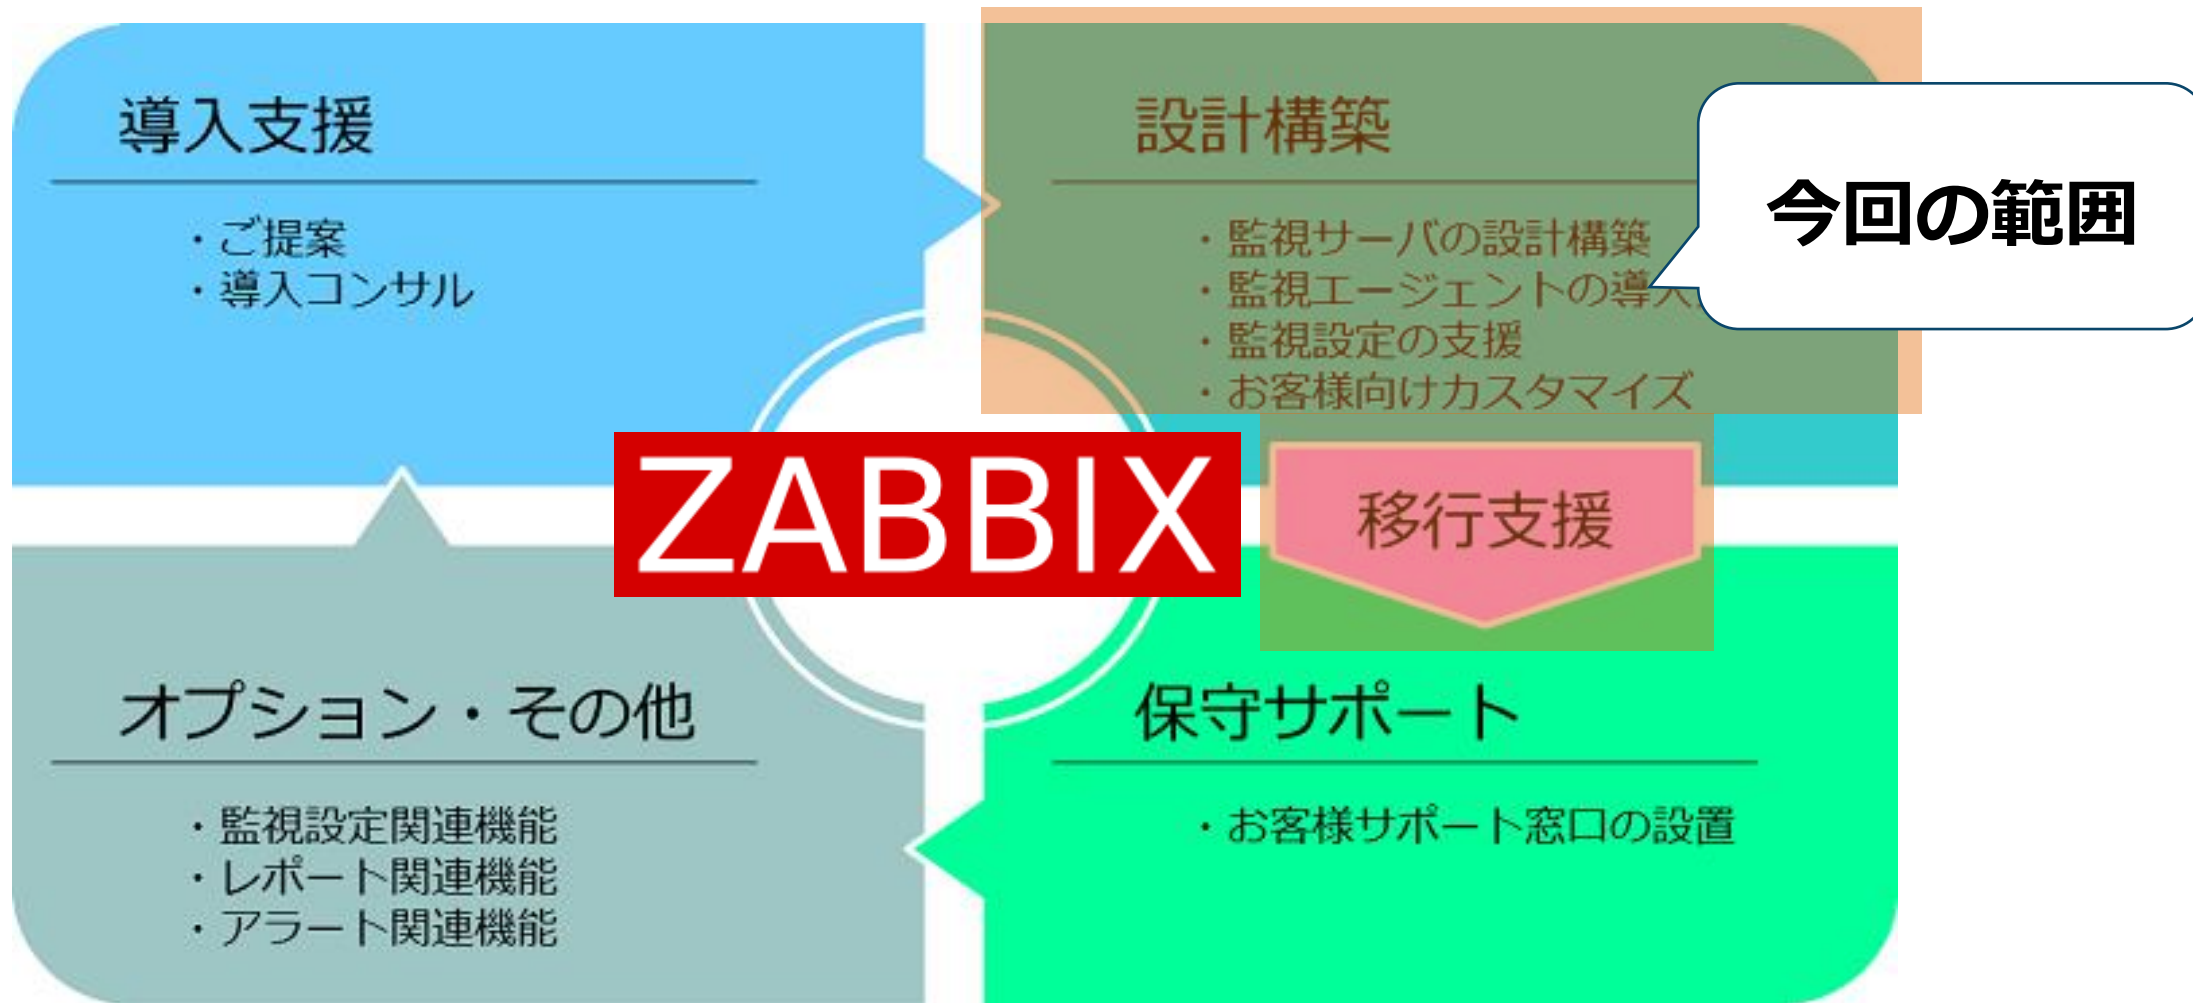 導入支援
・ご提案
・導入コンサル
設計構築
・監視サーバの設計構築
・監視エージェントの導入
・監視設定の支援
・お客様向けカスタマイズ
今回の範囲
ZABBIX
移行支援
オプション・その他
・監視設定関連機能
・レポート関連機能
・アラート関連機能
保守サポート
・お客様サポート窓口の設置